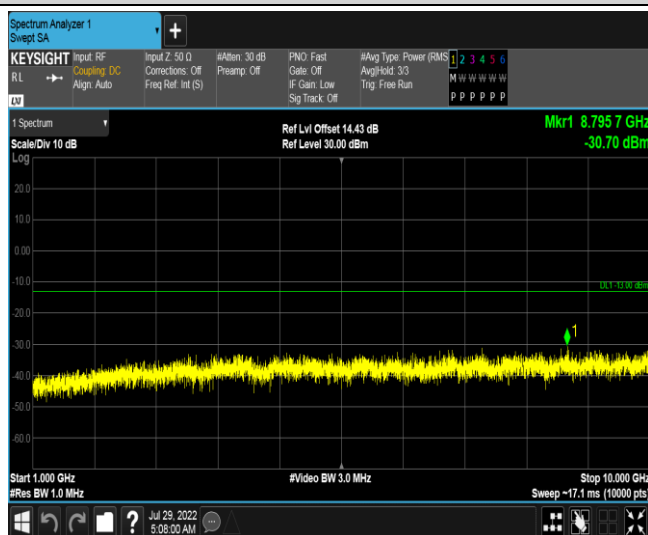 Spectrum Analyzer 1
Swept SA
+
KEYSIGHT
RL
LXI
Input: RF
Coupling: DC
Align: Auto
Input Z: 50 Ω
Corrections: Off
Freq Ref: Int (S)
#Atten: 30 dB
Preamp: Off
PNO: Fast
Gate: Off
IF Gain: Low
Sig Track: Off
#Avg Type: Power (RMS
Avg|Hold: 3/3
Trig: Free Run
1 2 3 4 5 6
M W W W W W
P P P P P P
1 Spectrum
Scale/Div 10 dB
Log
Ref Lvl Offset 14.43 dB
Ref Level 30.00 dBm
Mkr1 8.795 7 GHz
-30.70 dBm
20.0
10.0
0.00
-10.0
DL1 -13.00 dBm
-20.0
-30.0
1
-40.0
-50.0
-60.0
Start 1.000 GHz
#Res BW 1.0 MHz
#Video BW 3.0 MHz
Stop 10.000 GHz
Sweep ~17.1 ms (10000 pts)
?
Jul 29, 2022
5:08:00 AM